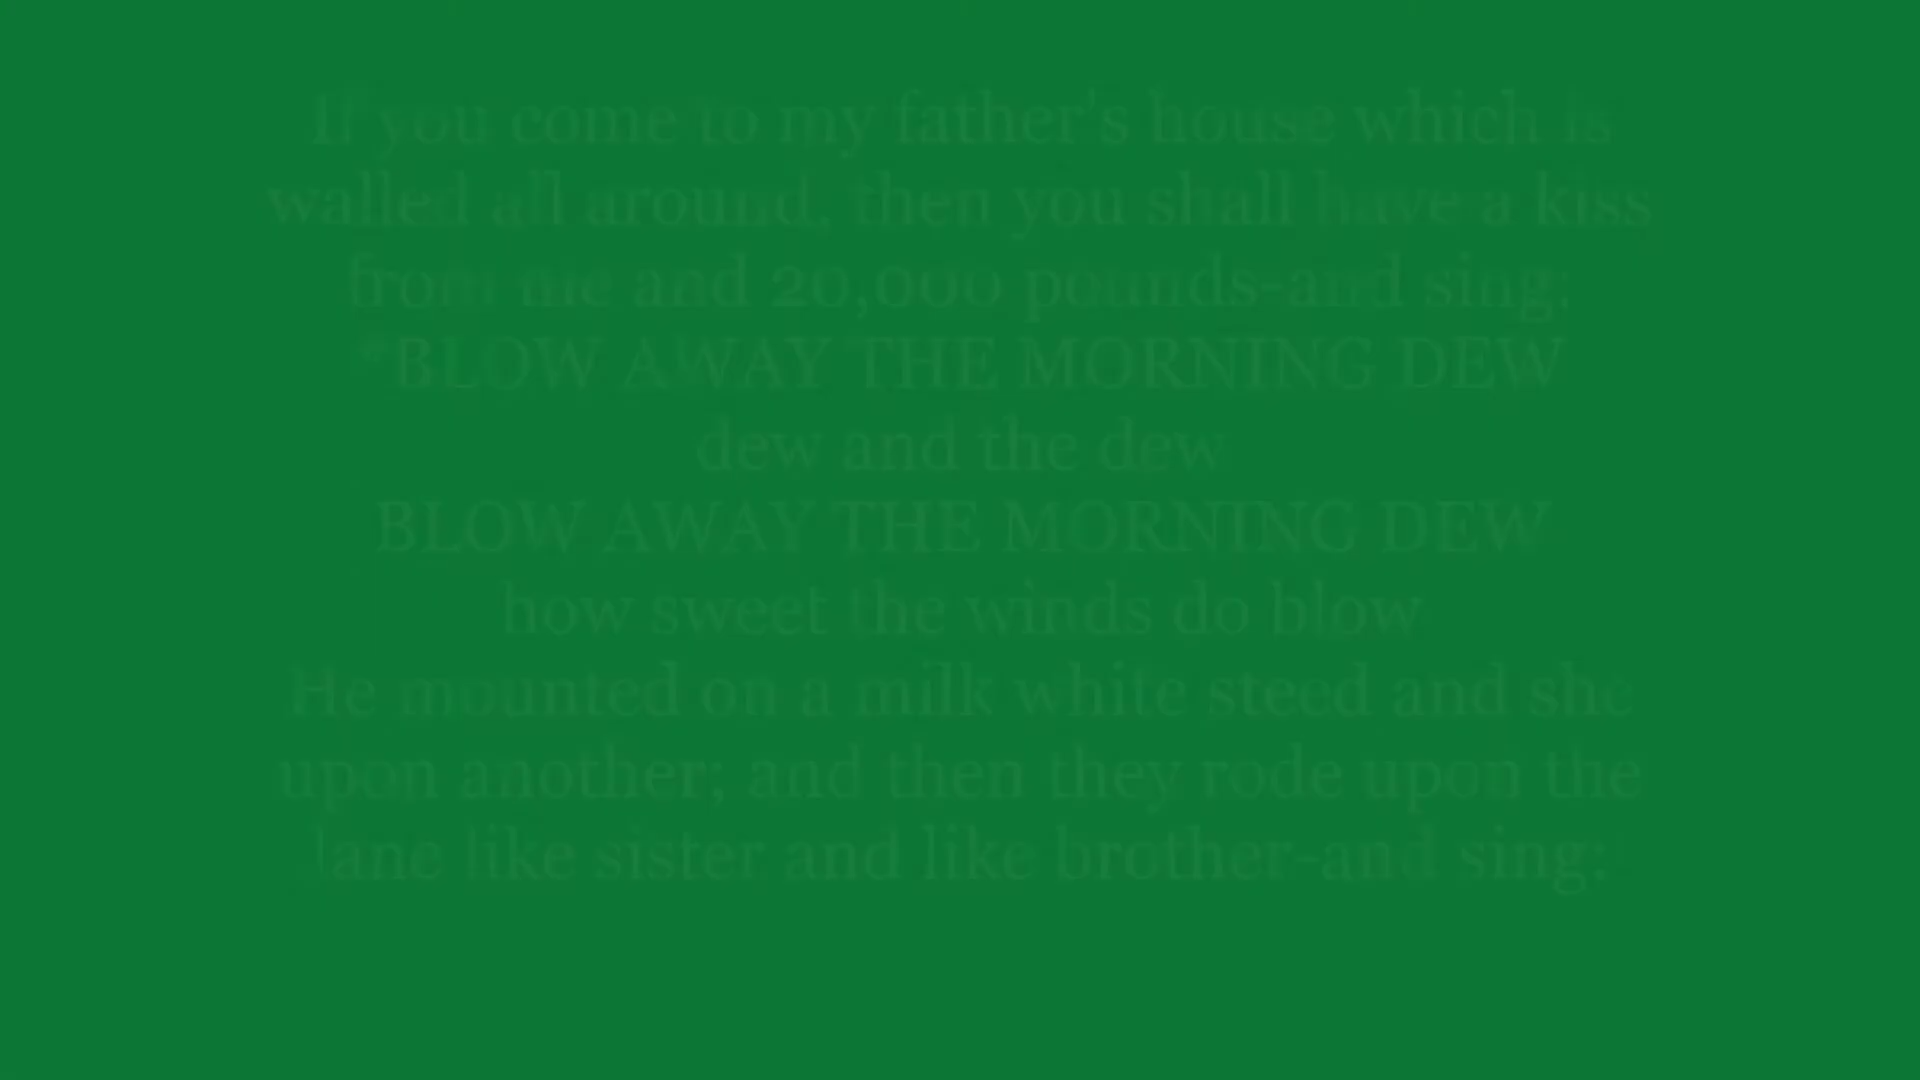 If you come to my father's house which is
walled all around, then you shall have a kiss
from me and 20,000 pounds-and sing:
"BLOW AWAY THE MORNING DEW
dew and the dew
BLOW AWAY THE MORNING DEW
how sweet the winds do blow
He mounted on a milk white steed and she
upon another; and then they rode upon the
lane like sister and like brother-and sing: